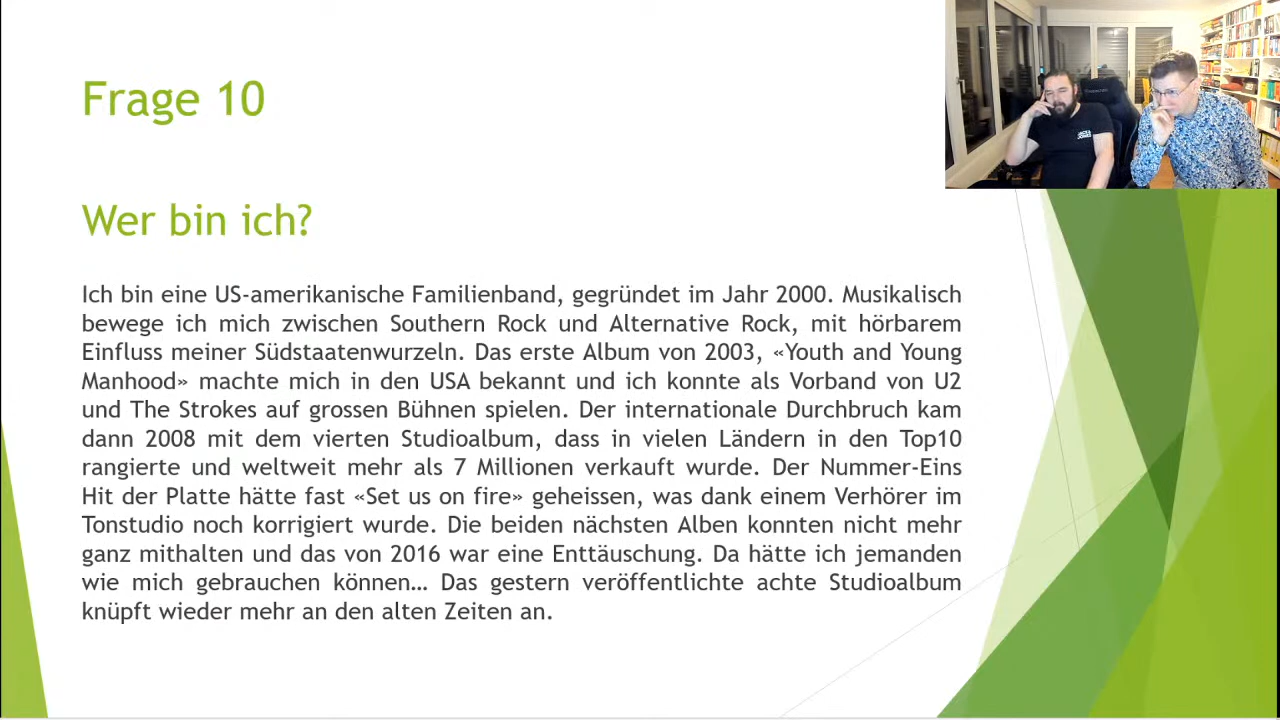 Frage 10
Wer bin ich?
Ich bin eine US-amerikanische Familienband, gegründet im Jahr 2000. Musikalisch
bewege ich mich zwischen Southern Rock und Alternative Rock, mit hörbarem
Einfluss meiner Südstaatenwurzeln. Das erste Album von 2003, «Youth and Young
Manhood» machte mich in den USA bekannt und ich konnte als Vorband von U2
und The Strokes auf grossen Bühnen spielen. Der internationale Durchbruch kam
dann 2008 mit dem vierten Studioalbum, dass in vielen Ländern in den Top10
rangierte und weltweit mehr als 7 Millionen verkauft wurde. Der Nummer-Eins
Hit der Platte hätte fast «Set us on fire» geheissen, was dank einem Verhörer im
Tonstudio noch korrigiert wurde. Die beiden nächsten Alben konnten nicht mehr
ganz mithalten und das von 2016 war eine Enttäuschung. Da hätte ich jemanden
wie mich gebrauchen können… Das gestern veröffentlichte achte Studioalbum
knüpft wieder mehr an den alten Zeiten an.
JACK
JONES